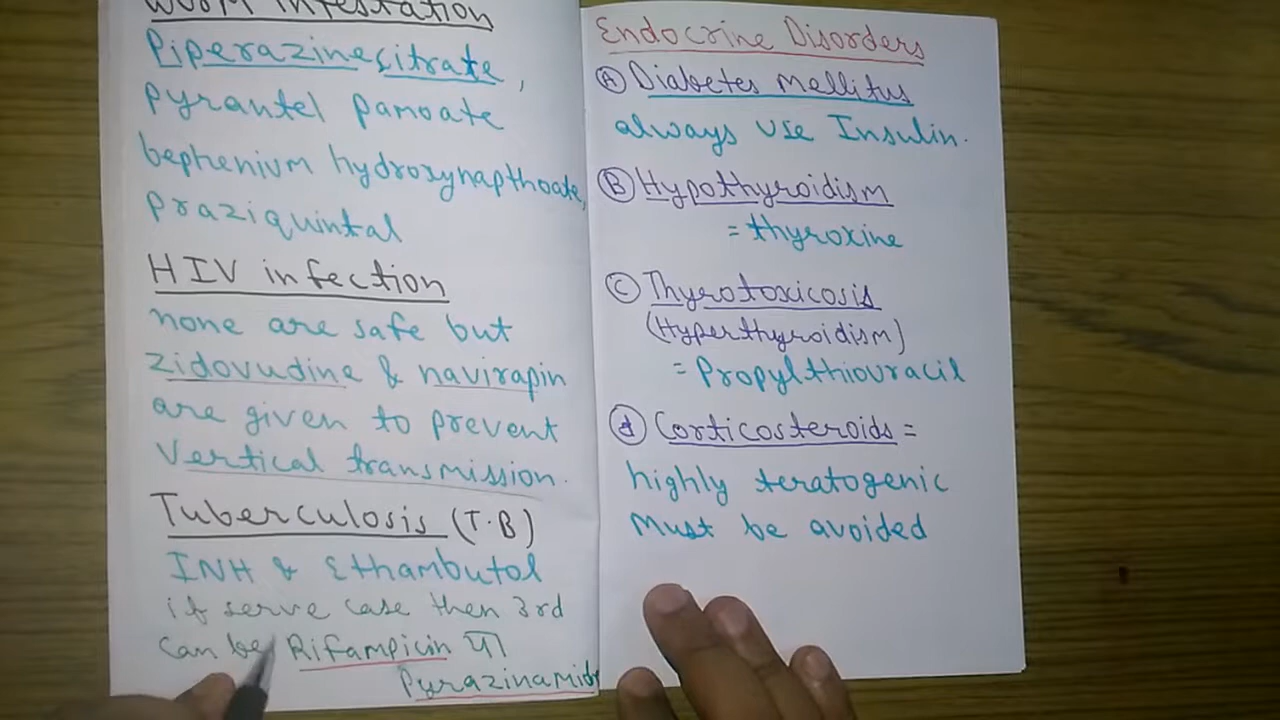 Worm infestation
Piperazine citrate,
pyrantel pamoate
bephenium hydroxynapthoate,
praziquintal
HIV infection
none are safe but
zidovudine & navirapin
are given to prevent
Vertical transmission.
Tuberculosis (T.B)
INH & Ethambutol
if serve case then 3rd
can be Rifampicin या
Pyrazinamide
Endocrine Disorders
Ⓐ Diabetes mellitus
always use Insulin.
Ⓑ Hypothyroidism
= thyroxine
Ⓒ Thyrotoxicosis
(Hyperthyroidism)
= Propylthiouracil
ⓓ Corticosteroids =
highly teratogenic
Must be avoided